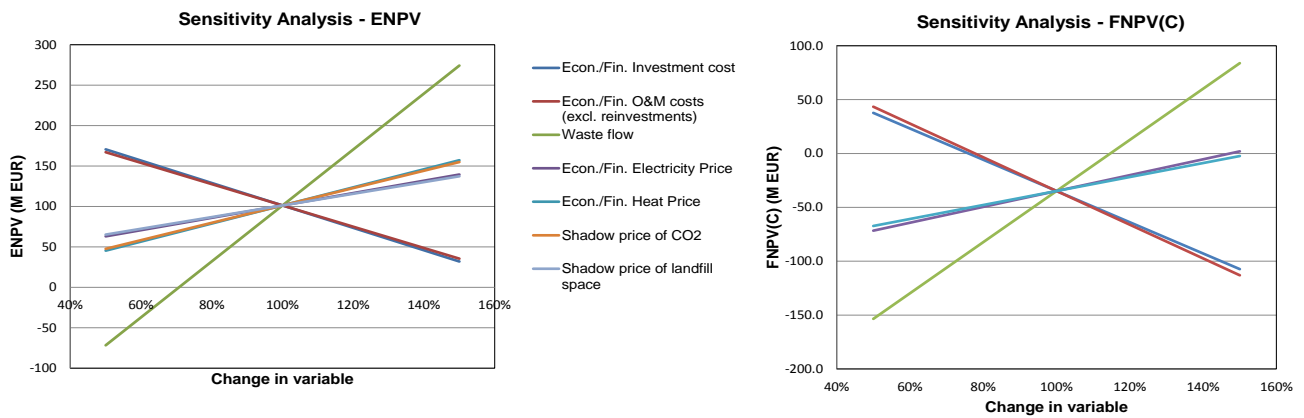 Sensitivity Analysis - ENPV
ENPV (M EUR)
300
250
200
150
100
50
0
-50
-100
40%
60%
80%
100%
120%
140%
160%
Change in variable
Econ./Fin. Investment cost
Econ./Fin. O&M costs
(excl. reinvestments)
Waste flow
Econ./Fin. Electricity Price
Econ./Fin. Heat Price
Shadow price of CO2
Shadow price of landfill
space
Sensitivity Analysis - FNPV(C)
FNPV(C) (M EUR)
100.0
50.0
0.0
-50.0
-100.0
-150.0
-200.0
40%
60%
80%
100%
120%
140%
160%
Change in variable